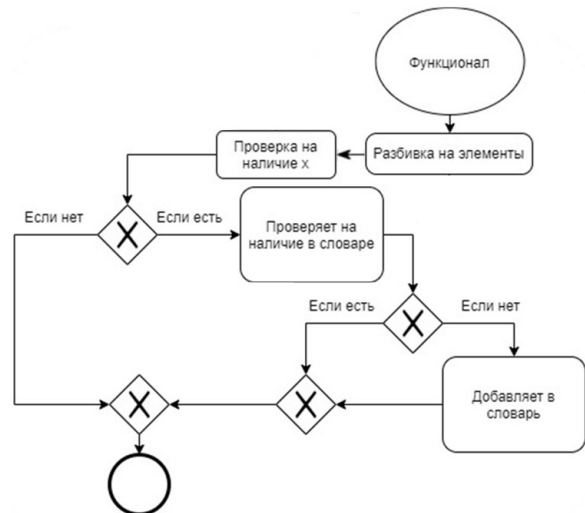 Функционал
Проверка на
наличие x
Разбивка на элементы
Если нет
Если есть
Проверяет на
наличие в словаре
Если есть
Если нет
Добавляет в
словарь